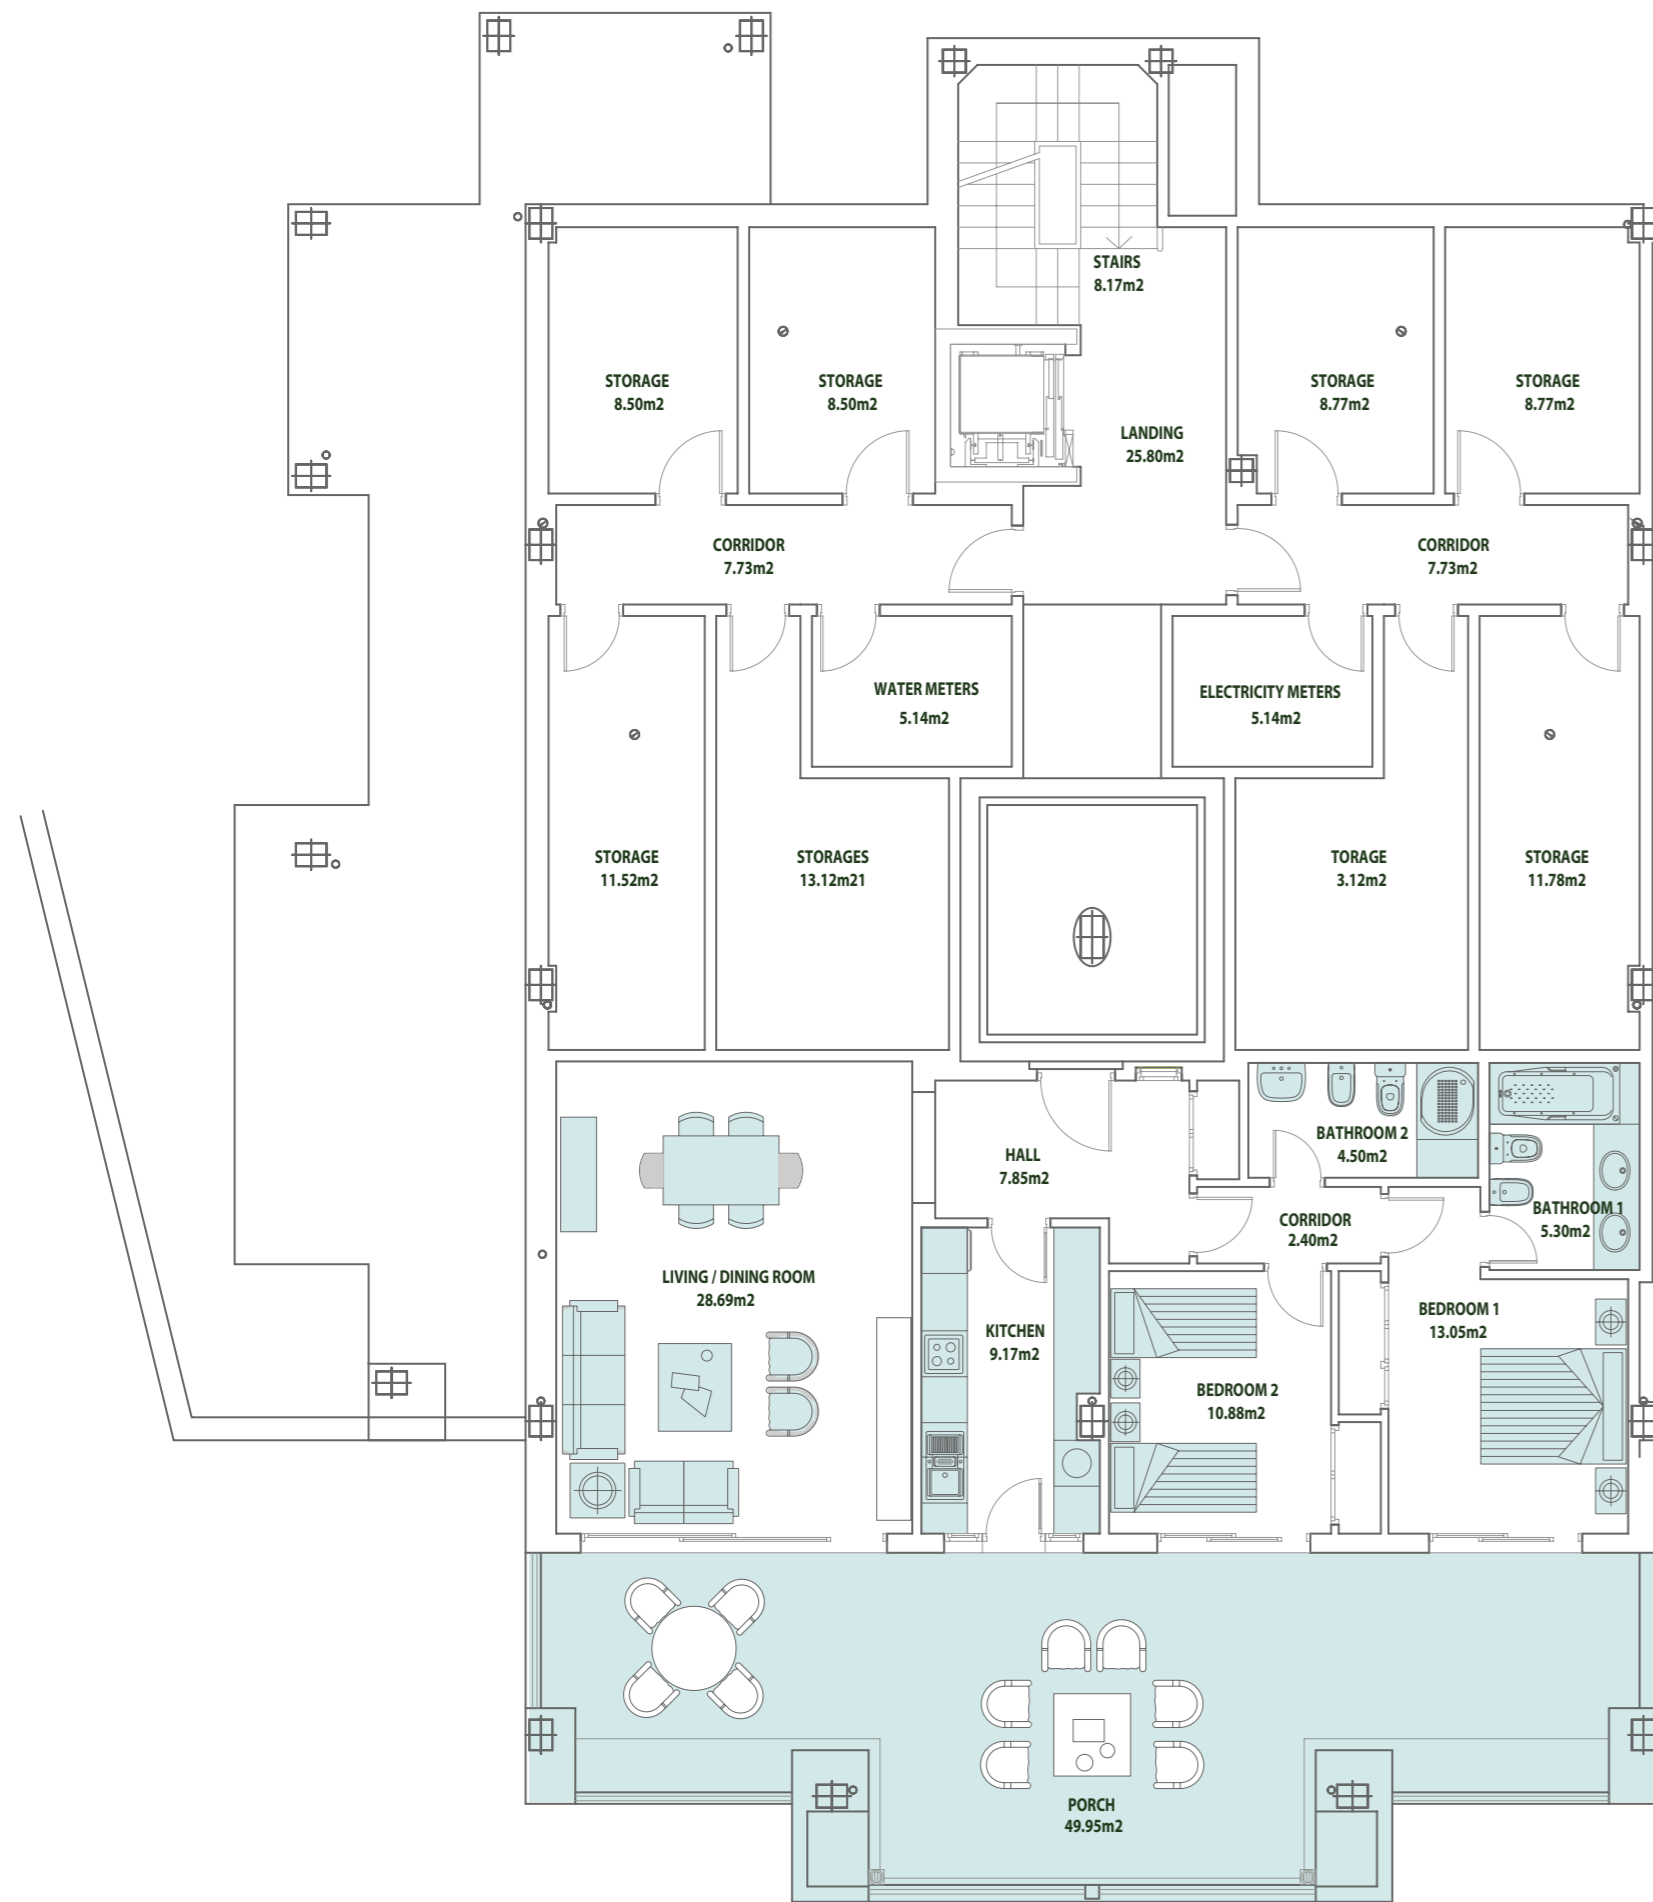 STAIRS
8.17m2
STORAGE
8.50m2
STORAGE
8.50m2
STORAGE
8.77m2
STORAGE
8.77m2
LANDING
25.80m2
CORRIDOR
7.73m2
CORRIDOR
7.73m2
WATER METERS
5.14m2
ELECTRICITY METERS
5.14m2
STORAGE
11.52m2
STORAGES
13.12m21
TORAGE
3.12m2
STORAGE
11.78m2
BATHROOM 2
4.50m2
HALL
7.85m2
BATHROOM 1
5.30m2
CORRIDOR
2.40m2
LIVING / DINING ROOM
28.69m2
KITCHEN
9.17m2
BEDROOM 1
13.05m2
BEDROOM 2
10.88m2
PORCH
49.95m2